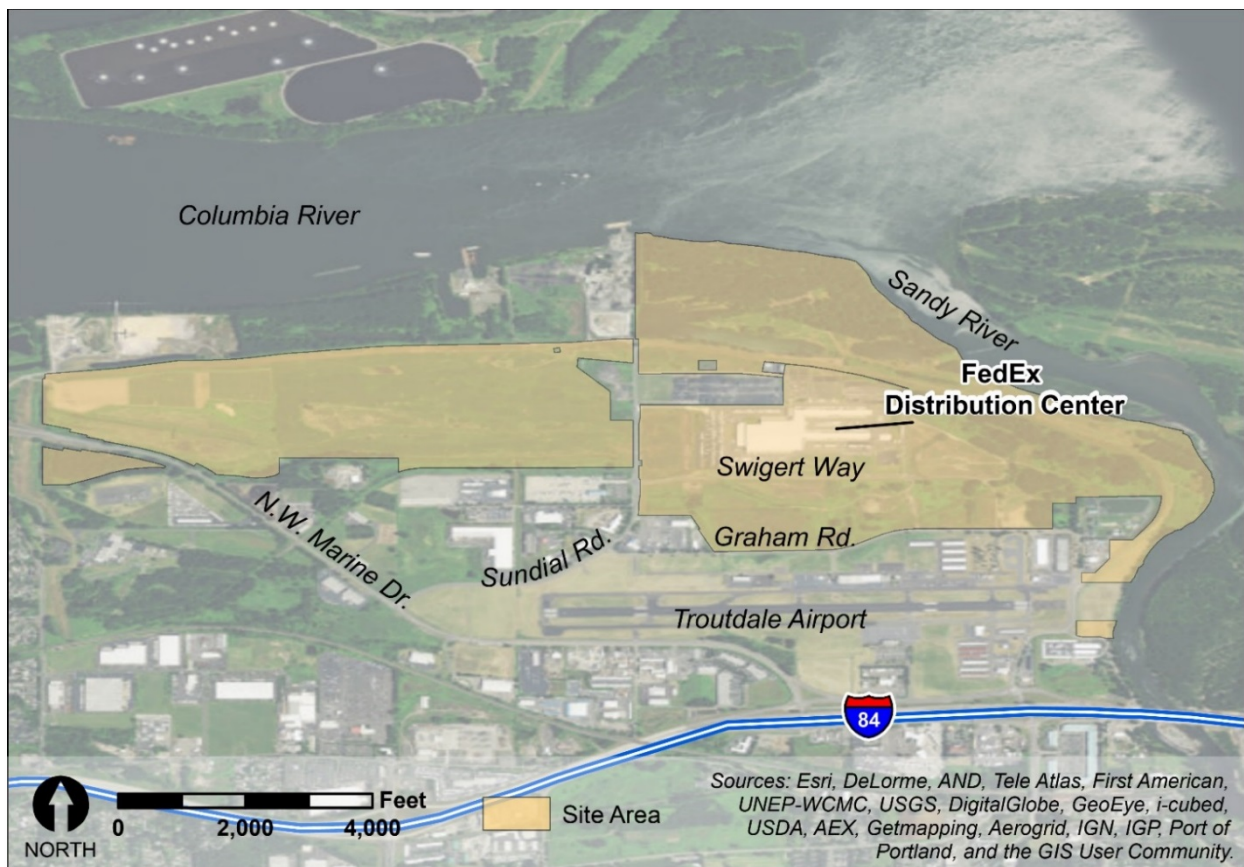 Columbia River
Sandy River
FedEx
Distribution Center
Swigert Way
N.W. Marine Dr.
Sundial Rd.
Graham Rd.
Troutdale Airport
84
NORTH
Feet
0 2,000 4,000
Site Area
Sources: Esri, DeLorme, AND, Tele Atlas, First American,
UNEP-WCMC, USGS, DigitalGlobe, GeoEye, i-cubed,
USDA, AEX, Getmapping, Aerogrid, IGN, IGP, Port of
Portland, and the GIS User Community.